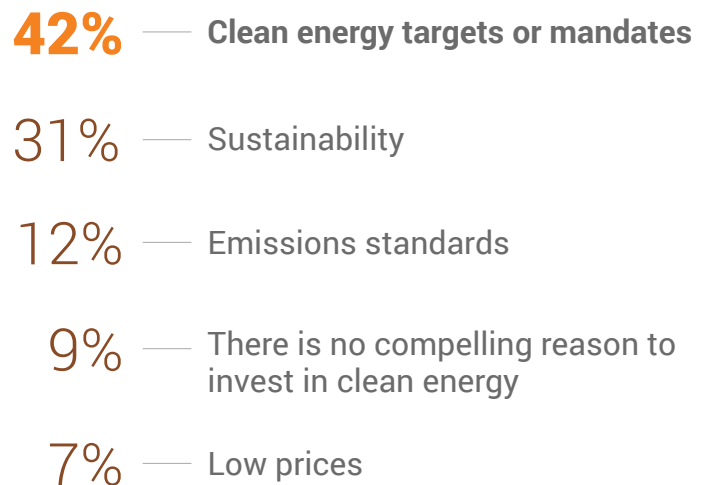 42% Clean energy targets or mandates
31% Sustainability
12% Emissions standards
9% There is no compelling reason to
invest in clean energy
7% Low prices